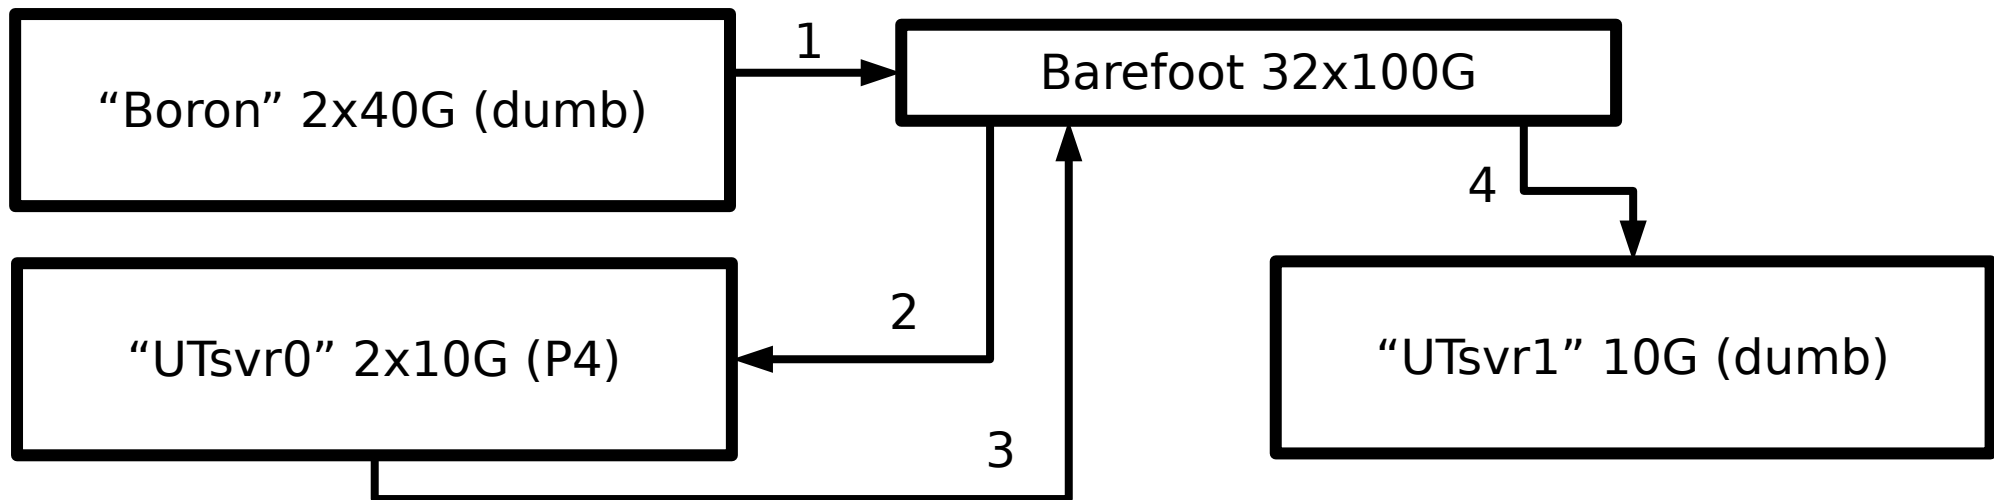 “Boron” 2x40G (dumb)
1
Barefoot 32x100G
4
2
“UTsvr0” 2x10G (P4)
“UTsvr1” 10G (dumb)
3